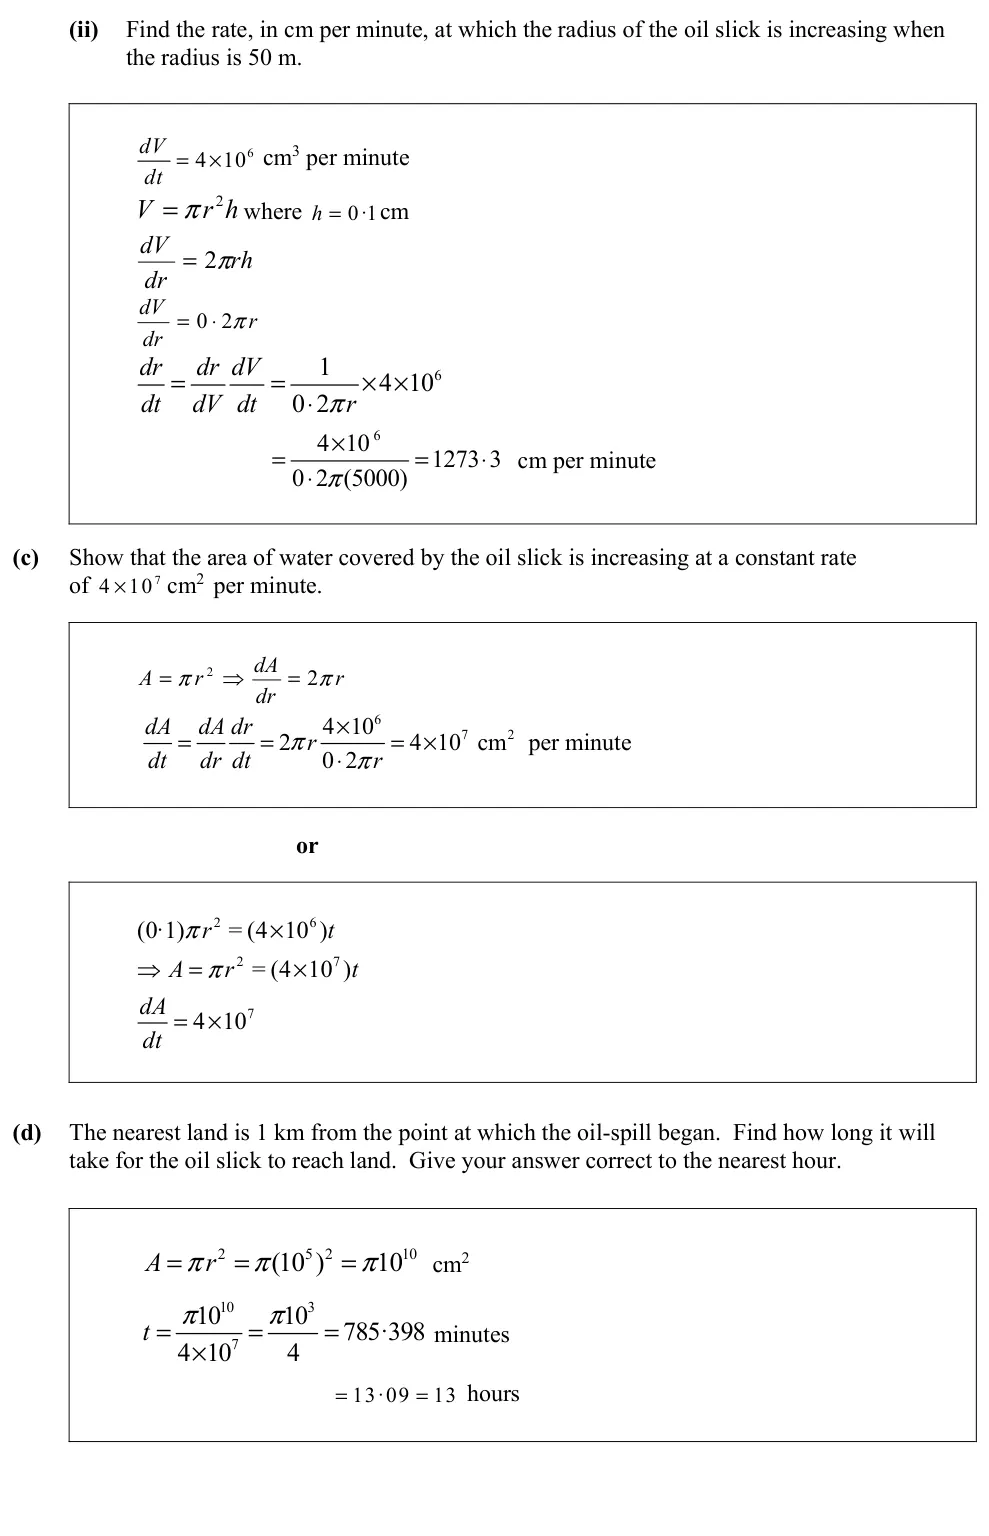 (ii) Find the rate, in cm per minute, at which the radius of the oil slick is increasing when
the radius is 50 m.
dV/dt = 4×10⁶ cm³ per minute
V = πr²h where h = 0·1 cm
dV/dr = 2πrh
dV/dr = 0·2πr
dr/dt = dr/dV dV/dt = 1/(0·2πr) ×4×10⁶
= 4×10⁶/(0·2π(5000)) = 1273·3 cm per minute
(c) Show that the area of water covered by the oil slick is increasing at a constant rate
of 4×10⁷ cm² per minute.
A = πr² ⇒ dA/dr = 2πr
dA/dt = dA/dr dr/dt = 2πr 4×10⁶/(0·2πr) = 4×10⁷ cm² per minute
or
(0·1)πr² = (4×10⁶)t
⇒ A = πr² = (4×10⁷)t
dA/dt = 4×10⁷
(d) The nearest land is 1 km from the point at which the oil-spill began. Find how long it will
take for the oil slick to reach land. Give your answer correct to the nearest hour.
A = πr² = π(10⁵)² = π10¹⁰ cm²
t = π10¹⁰/(4×10⁷) = π10³/4 = 785·398 minutes
= 13·09 = 13 hours